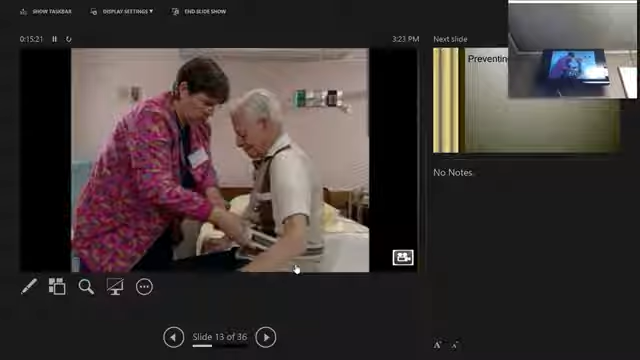 SHOW TASKBAR
DISPLAY SETTINGS ▾
END SLIDE SHOW
0:15:21
3:23 PM
Next slide
Preventin
No Notes.
Slide 13 of 36
A A